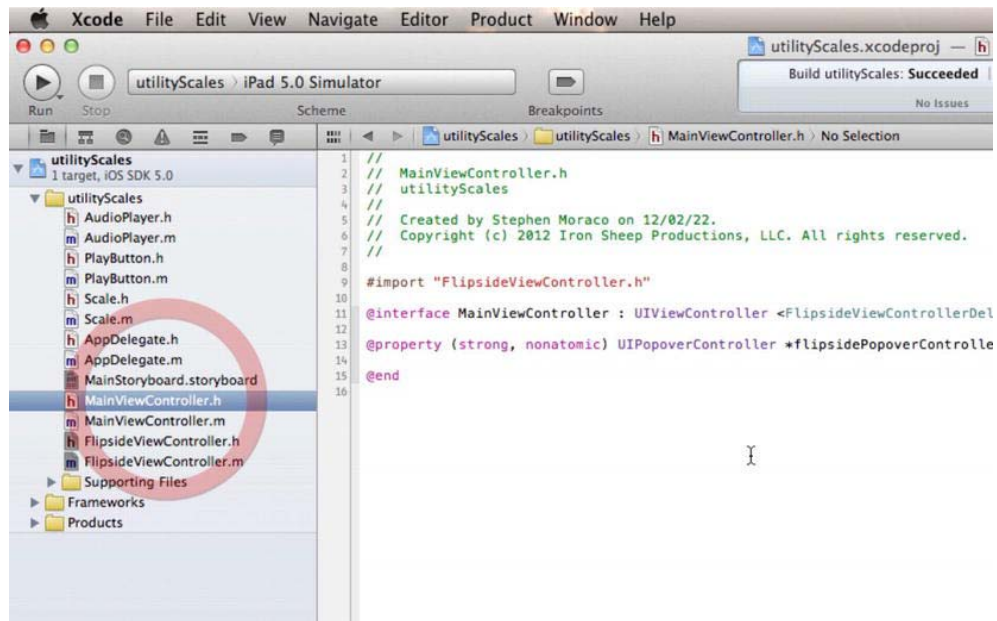 Xcode File Edit View Navigate Editor Product Window Help
utilityScales.xcodeproj — h
utilityScales › iPad 5.0 Simulator
Build utilityScales: Succeeded
No Issues
Run Stop Scheme Breakpoints
utilityScales › utilityScales › h MainViewController.h › No Selection
utilityScales
1 target, iOS SDK 5.0
utilityScales
h AudioPlayer.h
m AudioPlayer.m
h PlayButton.h
m PlayButton.m
h Scale.h
m Scale.m
h AppDelegate.h
m AppDelegate.m
MainStoryboard.storyboard
h MainViewController.h
m MainViewController.m
h FlipsideViewController.h
m FlipsideViewController.m
Supporting Files
Frameworks
Products
1 //
2 // MainViewController.h
3 // utilityScales
4 //
5 // Created by Stephen Moraco on 12/02/22.
6 // Copyright (c) 2012 Iron Sheep Productions, LLC. All rights reserved.
7 //
8
9 #import "FlipsideViewController.h"
10
11 @interface MainViewController : UIViewController <FlipsideViewControllerDel
12
13 @property (strong, nonatomic) UIPopoverController *flipsidePopoverControlle
14
15 @end
16